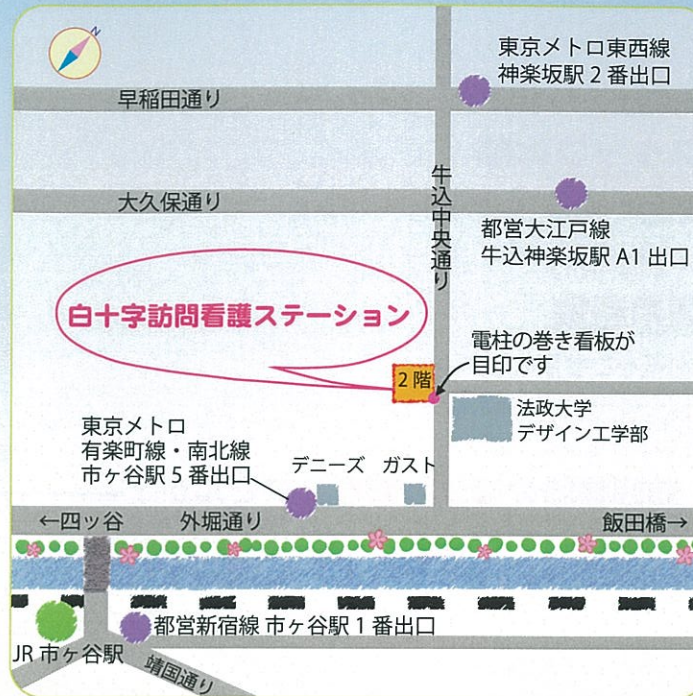 N
東京メトロ東西線
神楽坂駅 2 番出口
早稲田通り
牛込中央通り
大久保通り
都営大江戸線
牛込神楽坂駅 A1 出口
白十字訪問看護ステーション
電柱の巻き看板が
目印です
2 階
法政大学
デザイン工学部
東京メトロ
有楽町線・南北線
市ヶ谷駅 5 番出口
デニーズ
ガスト
←四ッ谷
外堀通り
飯田橋→
都営新宿線 市ヶ谷駅 1 番出口
JR 市ヶ谷駅
靖国通り